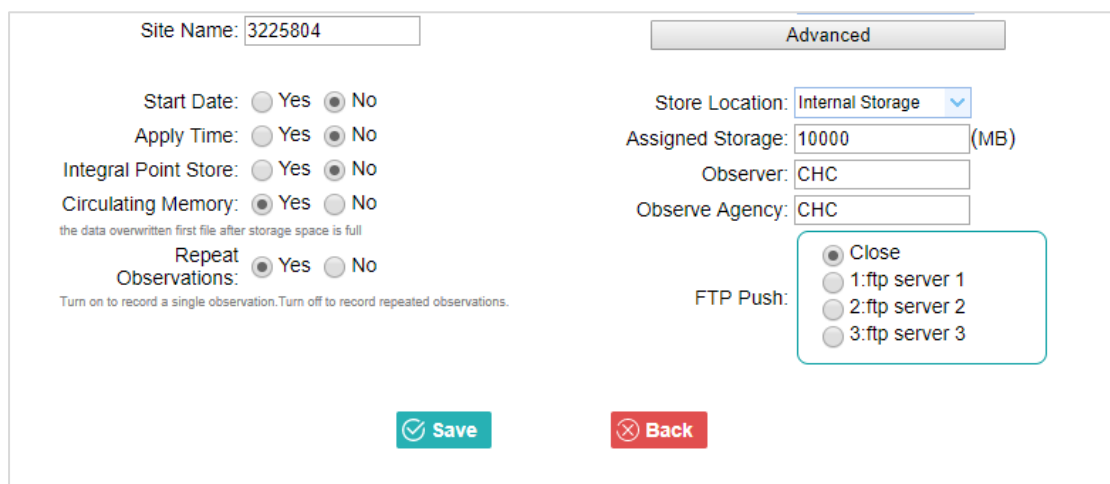 Site Name: 3225804
Advanced
Start Date: Yes No
Apply Time: Yes No
Integral Point Store: Yes No
Circulating Memory: Yes No
the data overwritten first file after storage space is full
Repeat
Observations: Yes No
Turn on to record a single observation.Turn off to record repeated observations.
Store Location: Internal Storage
Assigned Storage: 10000 (MB)
Observer: CHC
Observe Agency: CHC
FTP Push:
Close
1:ftp server 1
2:ftp server 2
3:ftp server 3
Save
Back